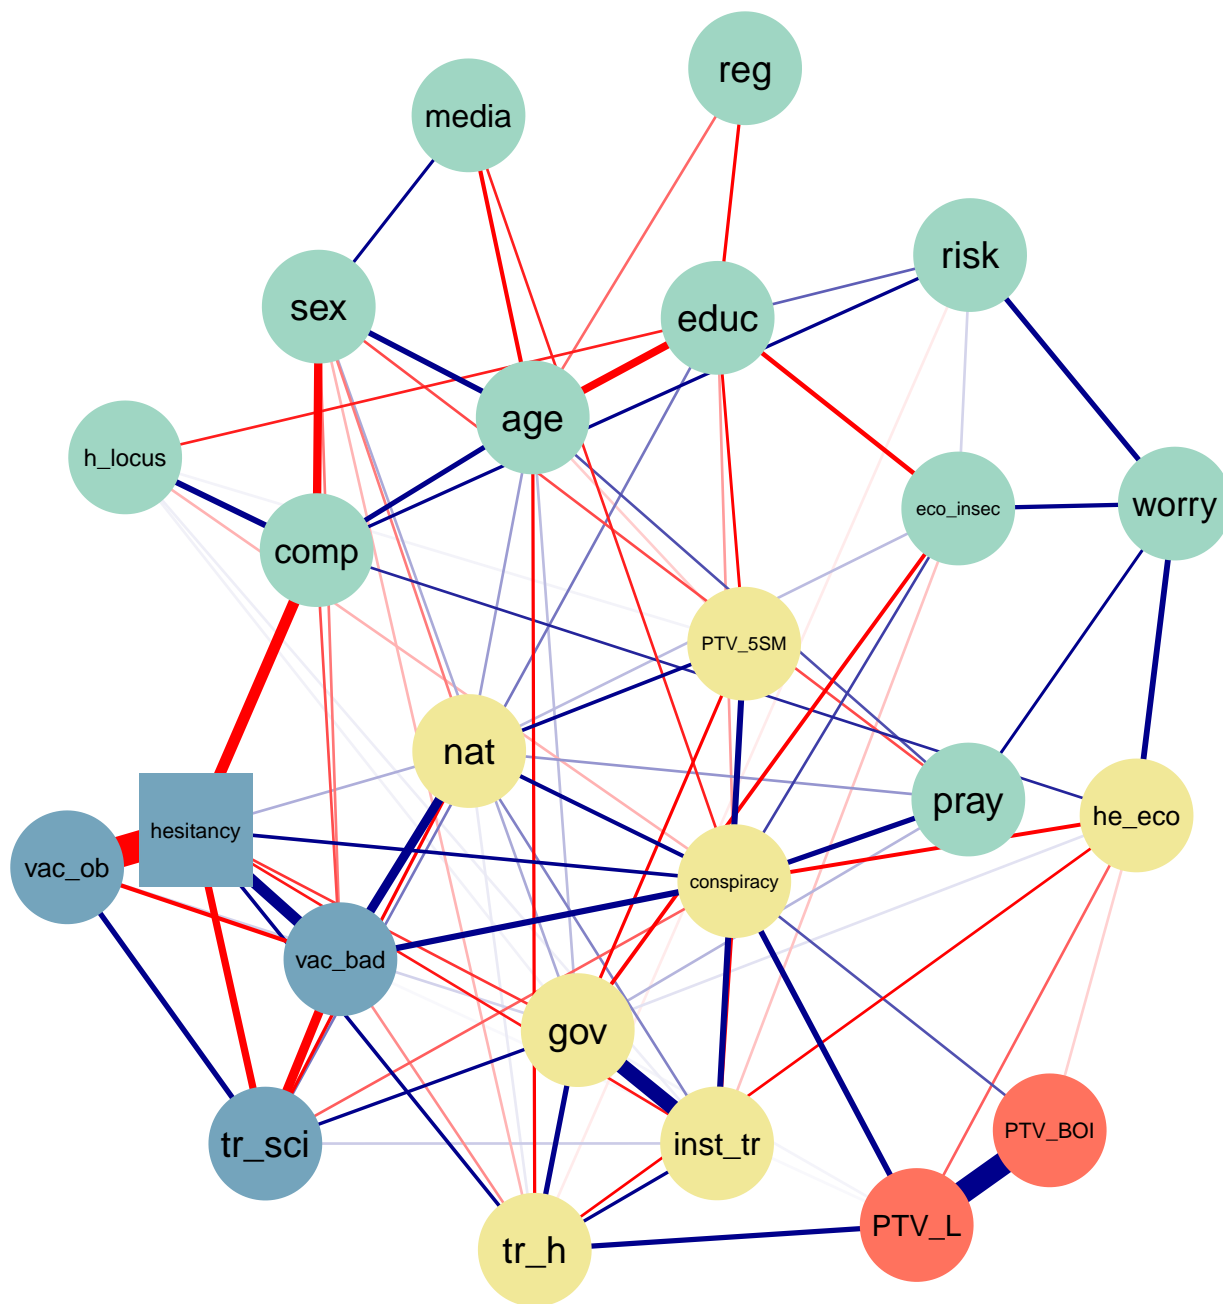 reg
media
risk
sex
educ
age
h_locus
eco_insec
worry
comp
PTV_5SM
nat
pray
he_eco
hesitancy
vac_ob
conspiracy
vac_bad
gov
PTV_BOI
tr_sci
inst_tr
PTV_L
tr_h